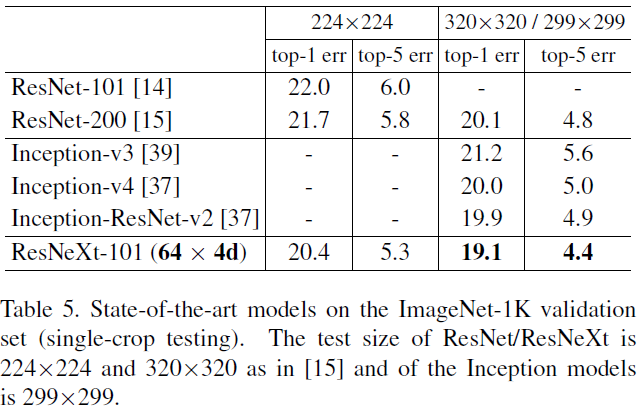 224×224 320×320 / 299×299
top-1 err top-5 err top-1 err top-5 err
ResNet-101 [14] 22.0 6.0 - -
ResNet-200 [15] 21.7 5.8 20.1 4.8
Inception-v3 [39] - - 21.2 5.6
Inception-v4 [37] - - 20.0 5.0
Inception-ResNet-v2 [37] - - 19.9 4.9
ResNeXt-101 (64 × 4d) 20.4 5.3 19.1 4.4
Table 5. State-of-the-art models on the ImageNet-1K validation
set (single-crop testing). The test size of ResNet/ResNeXt is
224×224 and 320×320 as in [15] and of the Inception models
is 299×299.